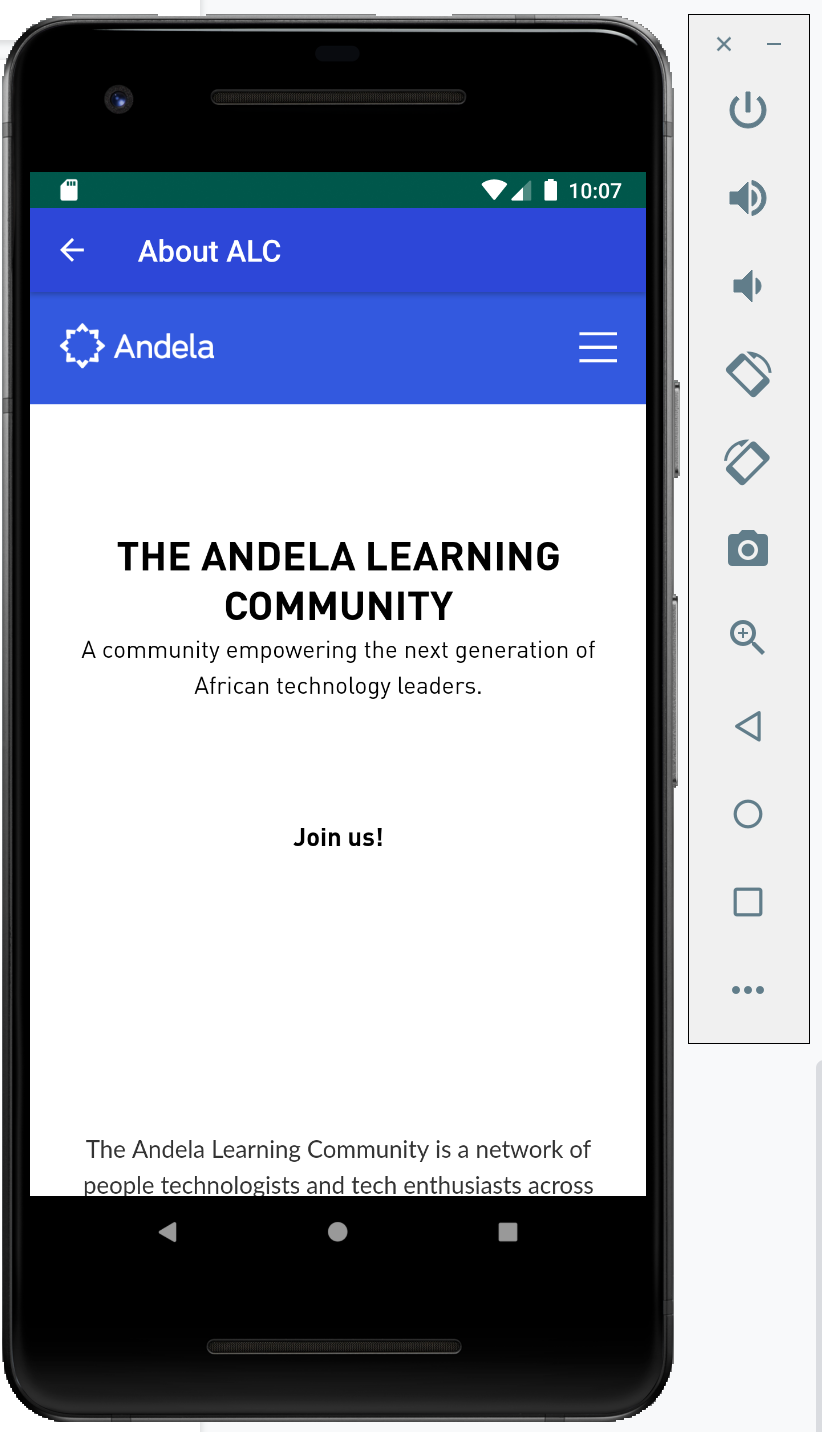 10:07
About ALC
Andela
THE ANDELA LEARNING
COMMUNITY
A community empowering the next generation of
African technology leaders.
Join us!
The Andela Learning Community is a network of
people technologists and tech enthusiasts across